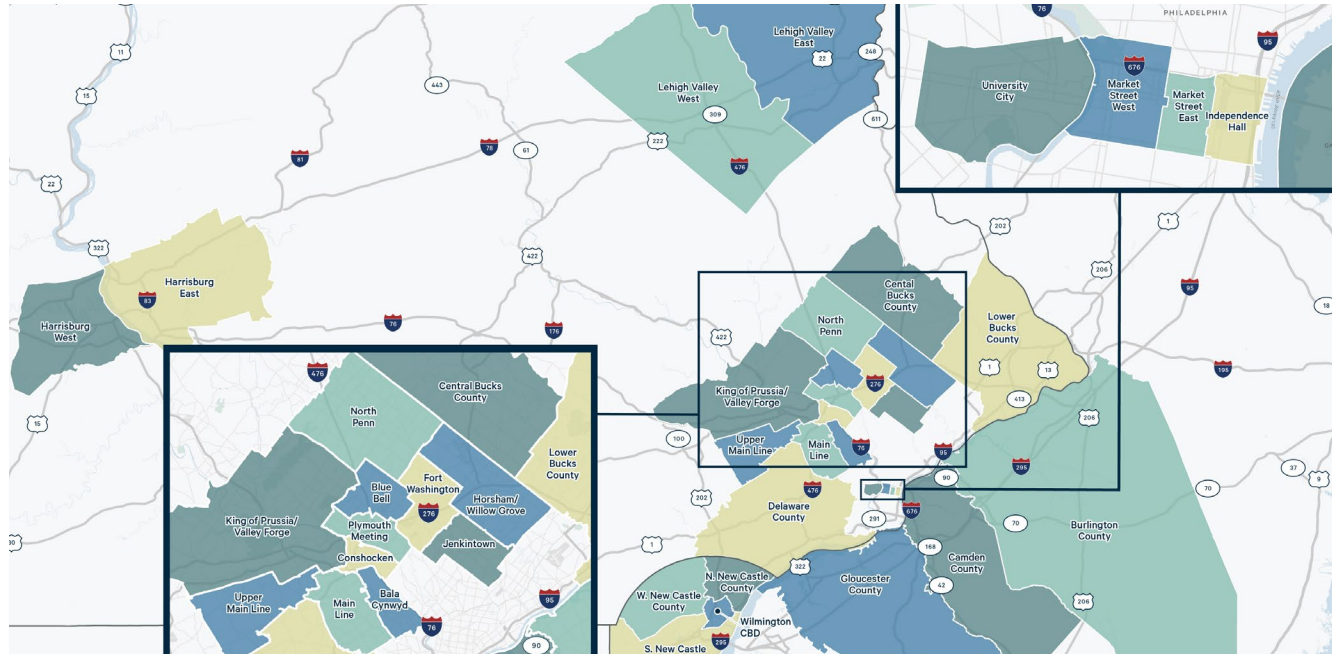 11
15
22
322
15
81
443
78
61
222
309
476
Lehigh Valley
West
Lehigh Valley
East
22
248
611
76
PHILADELPHIA
95
676
University
City
Market
Street
West
Market
Street
East
Independence
Hall
202
1
206
95
18
195
Harrisburg
West
Harrisburg
East
83
76
422
176
422
100
202
1
Cental
Bucks
County
North
Penn
Lower
Bucks
County
1
13
413
276
King of Prussia/
Valley Forge
Upper
Main Line
Main
Line
76
95
90
206
295
37
9
70
70
Burlington
County
206
476
Delaware
County
291
676
168
42
Camden
County
322
Gloucester
County
N. New Castle
County
W. New Castle
County
Wilmington
CBD
295
S. New Castle
476
Central Bucks
County
North
Penn
Lower
Bucks
County
Blue
Bell
Fort
Washington
276
Horsham/
Willow Grove
King of Prussia/
Valley Forge
Plymouth
Meeting
Jenkintown
Conshocken
Upper
Main Line
Main
Line
Bala
Cynwyd
76
95
90